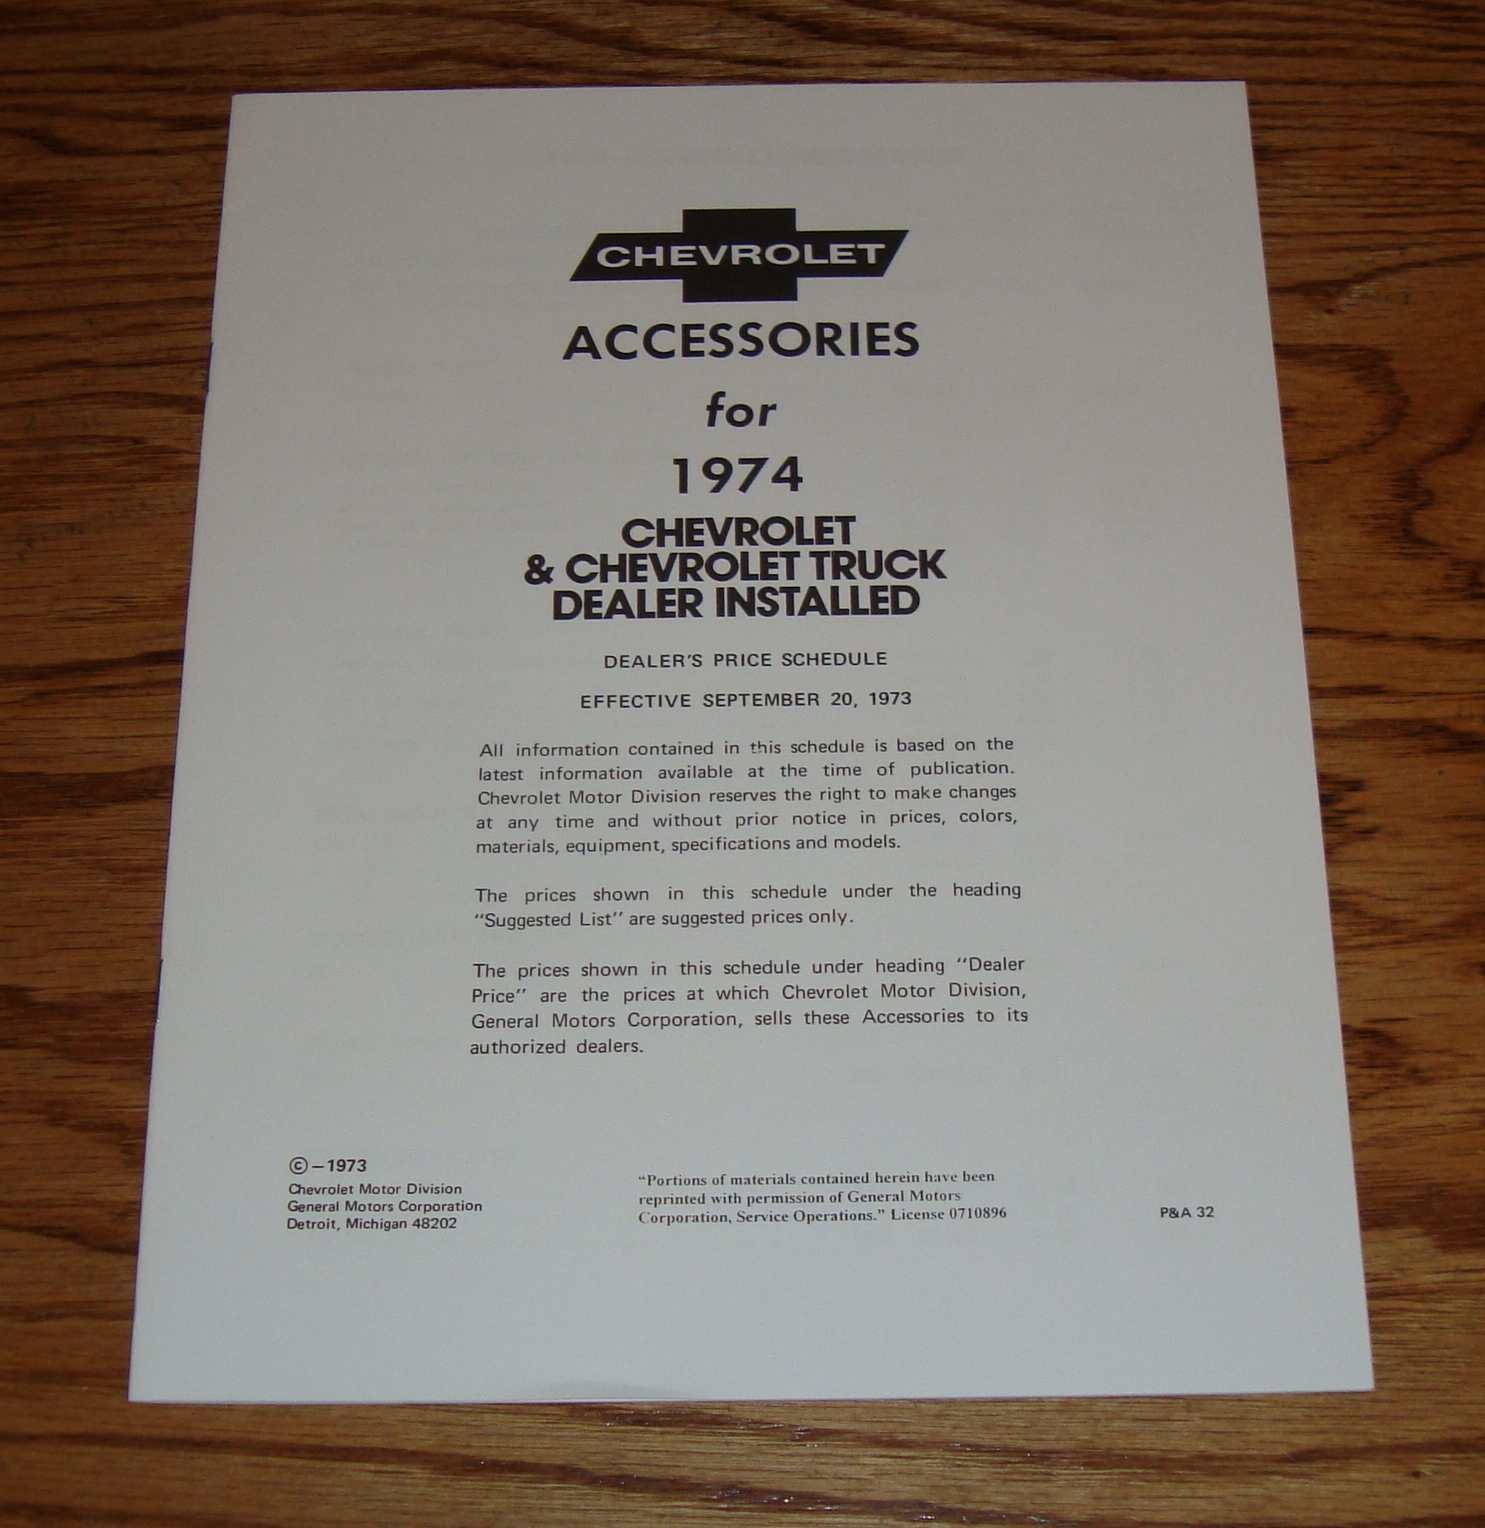 CHEVROLET
ACCESSORIES
for
1974
CHEVROLET
& CHEVROLET TRUCK
DEALER INSTALLED
DEALER'S PRICE SCHEDULE
EFFECTIVE SEPTEMBER 20, 1973
All information contained in this schedule is based on the
latest information available at the time of publication.
Chevrolet Motor Division reserves the right to make changes
at any time and without prior notice in prices, colors,
materials, equipment, specifications and models.
The prices shown in this schedule under the heading
"Suggested List" are suggested prices only.
The prices shown in this schedule under heading "Dealer
Price" are the prices at which Chevrolet Motor Division,
General Motors Corporation, sells these Accessories to its
authorized dealers.
©–1973
Chevrolet Motor Division
General Motors Corporation
Detroit, Michigan 48202
"Portions of materials contained herein have been
reprinted with permission of General Motors
Corporation, Service Operations." License 0710896
P&A 32